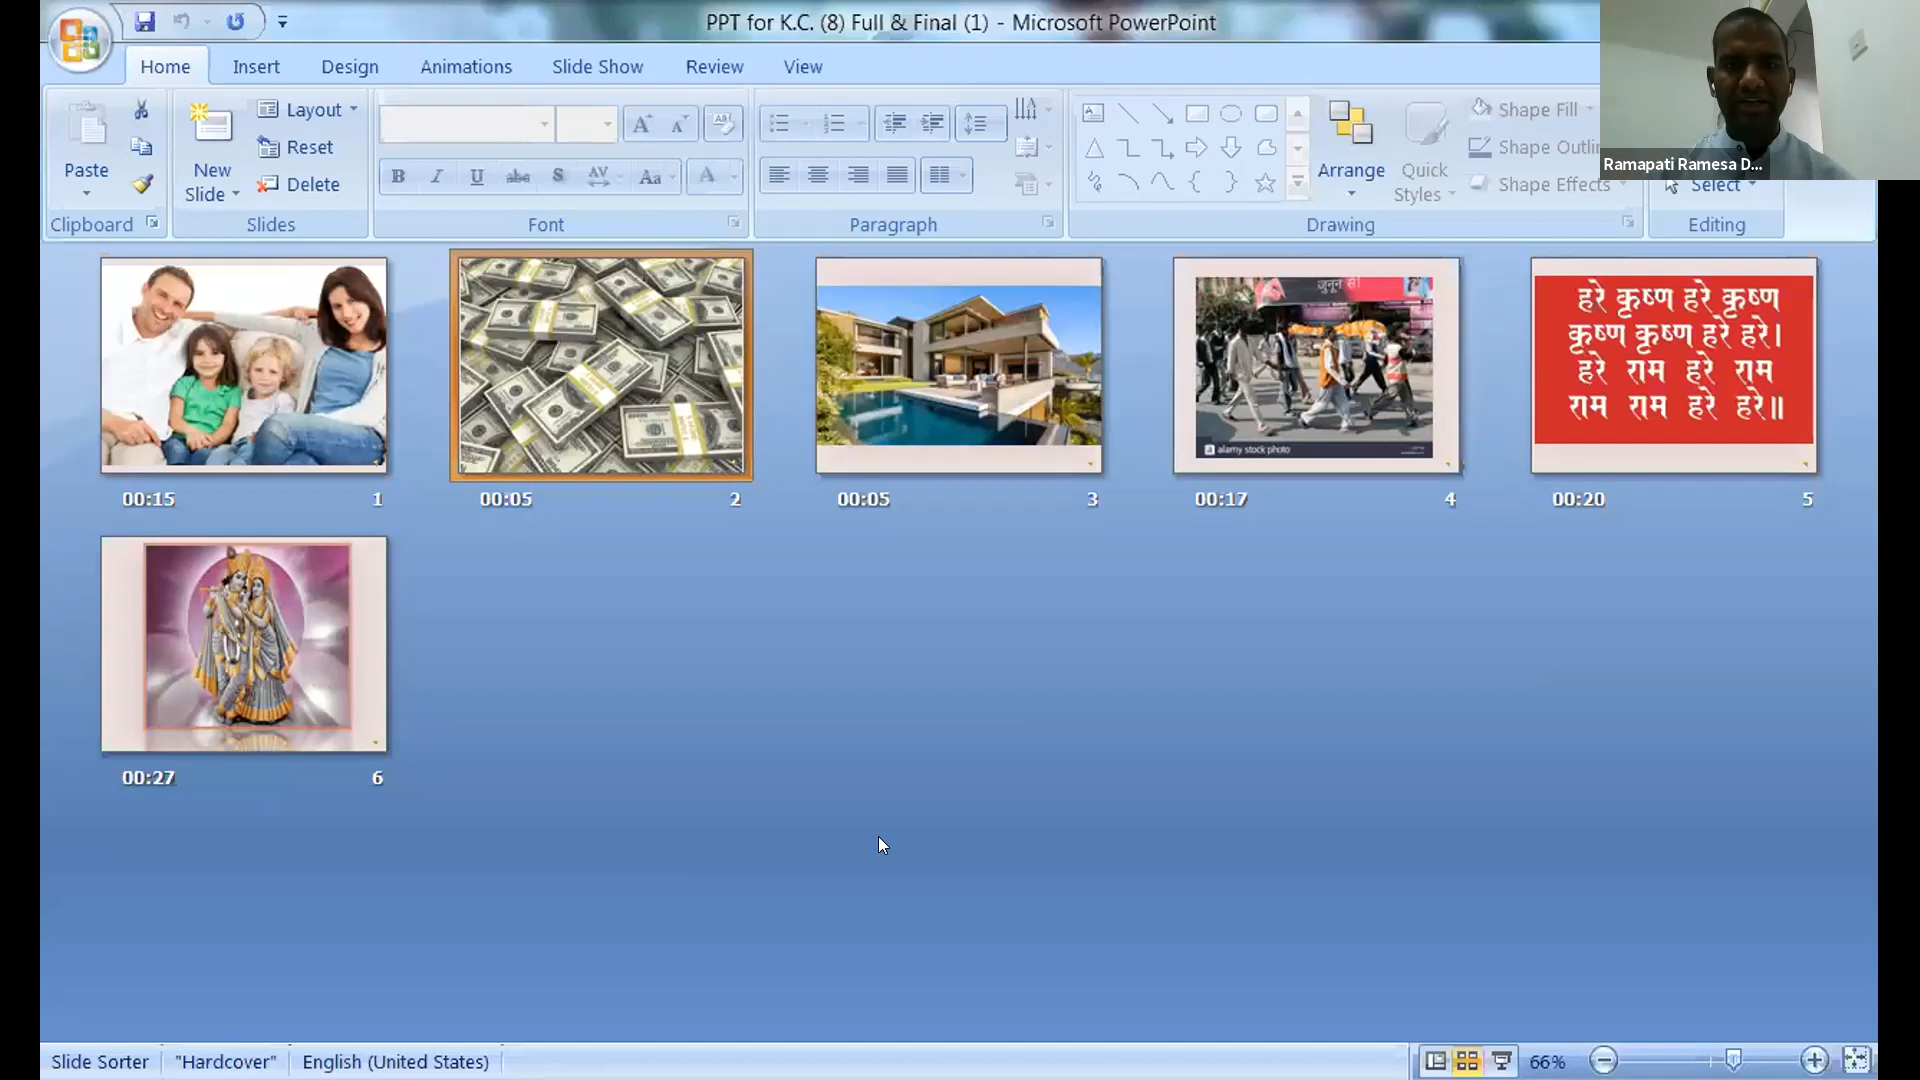 PPT for K.C. (8) Full & Final (1) - Microsoft PowerPoint
Home Insert Design Animations Slide Show Review View
Paste
Clipboard
New Slide
Layout
Reset
Delete
Slides
Font
Paragraph
Arrange
Quick Styles
Shape Fill
Shape Outli
Shape Effects
Drawing
Select
Editing
Ramapati Ramesa D...
जुनून से।
alamy stock photo
हरे कृष्ण हरे कृष्ण
कृष्ण कृष्ण हरे हरे।
हरे राम हरे राम
राम राम हरे हरे॥
00:15 1
00:05 2
00:05 3
00:17 4
00:20 5
00:27 6
Slide Sorter "Hardcover" English (United States) 66%